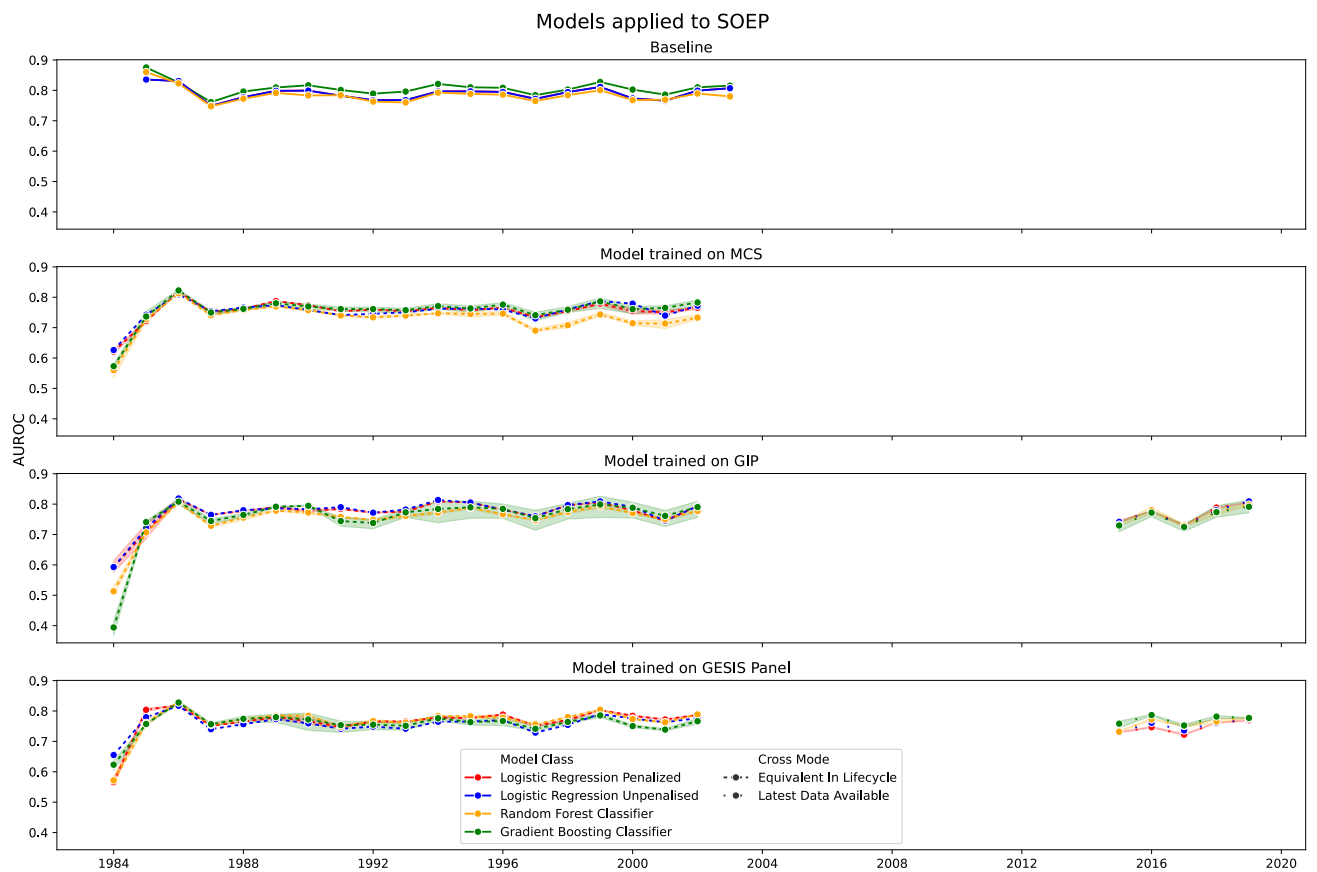 Models applied to SOEP
Baseline
0.9
0.8
0.7
0.6
0.5
0.4
Model trained on MCS
0.9
0.8
0.7
0.6
0.5
0.4
AUROC
Model trained on GIP
0.9
0.8
0.7
0.6
0.5
0.4
Model trained on GESIS Panel
0.9
0.8
0.7
0.6
0.5
0.4
Model Class
Logistic Regression Penalized
Logistic Regression Unpenalised
Random Forest Classifier
Gradient Boosting Classifier
Cross Mode
Equivalent In Lifecycle
Latest Data Available
1984 1988 1992 1996 2000 2004 2008 2012 2016 2020